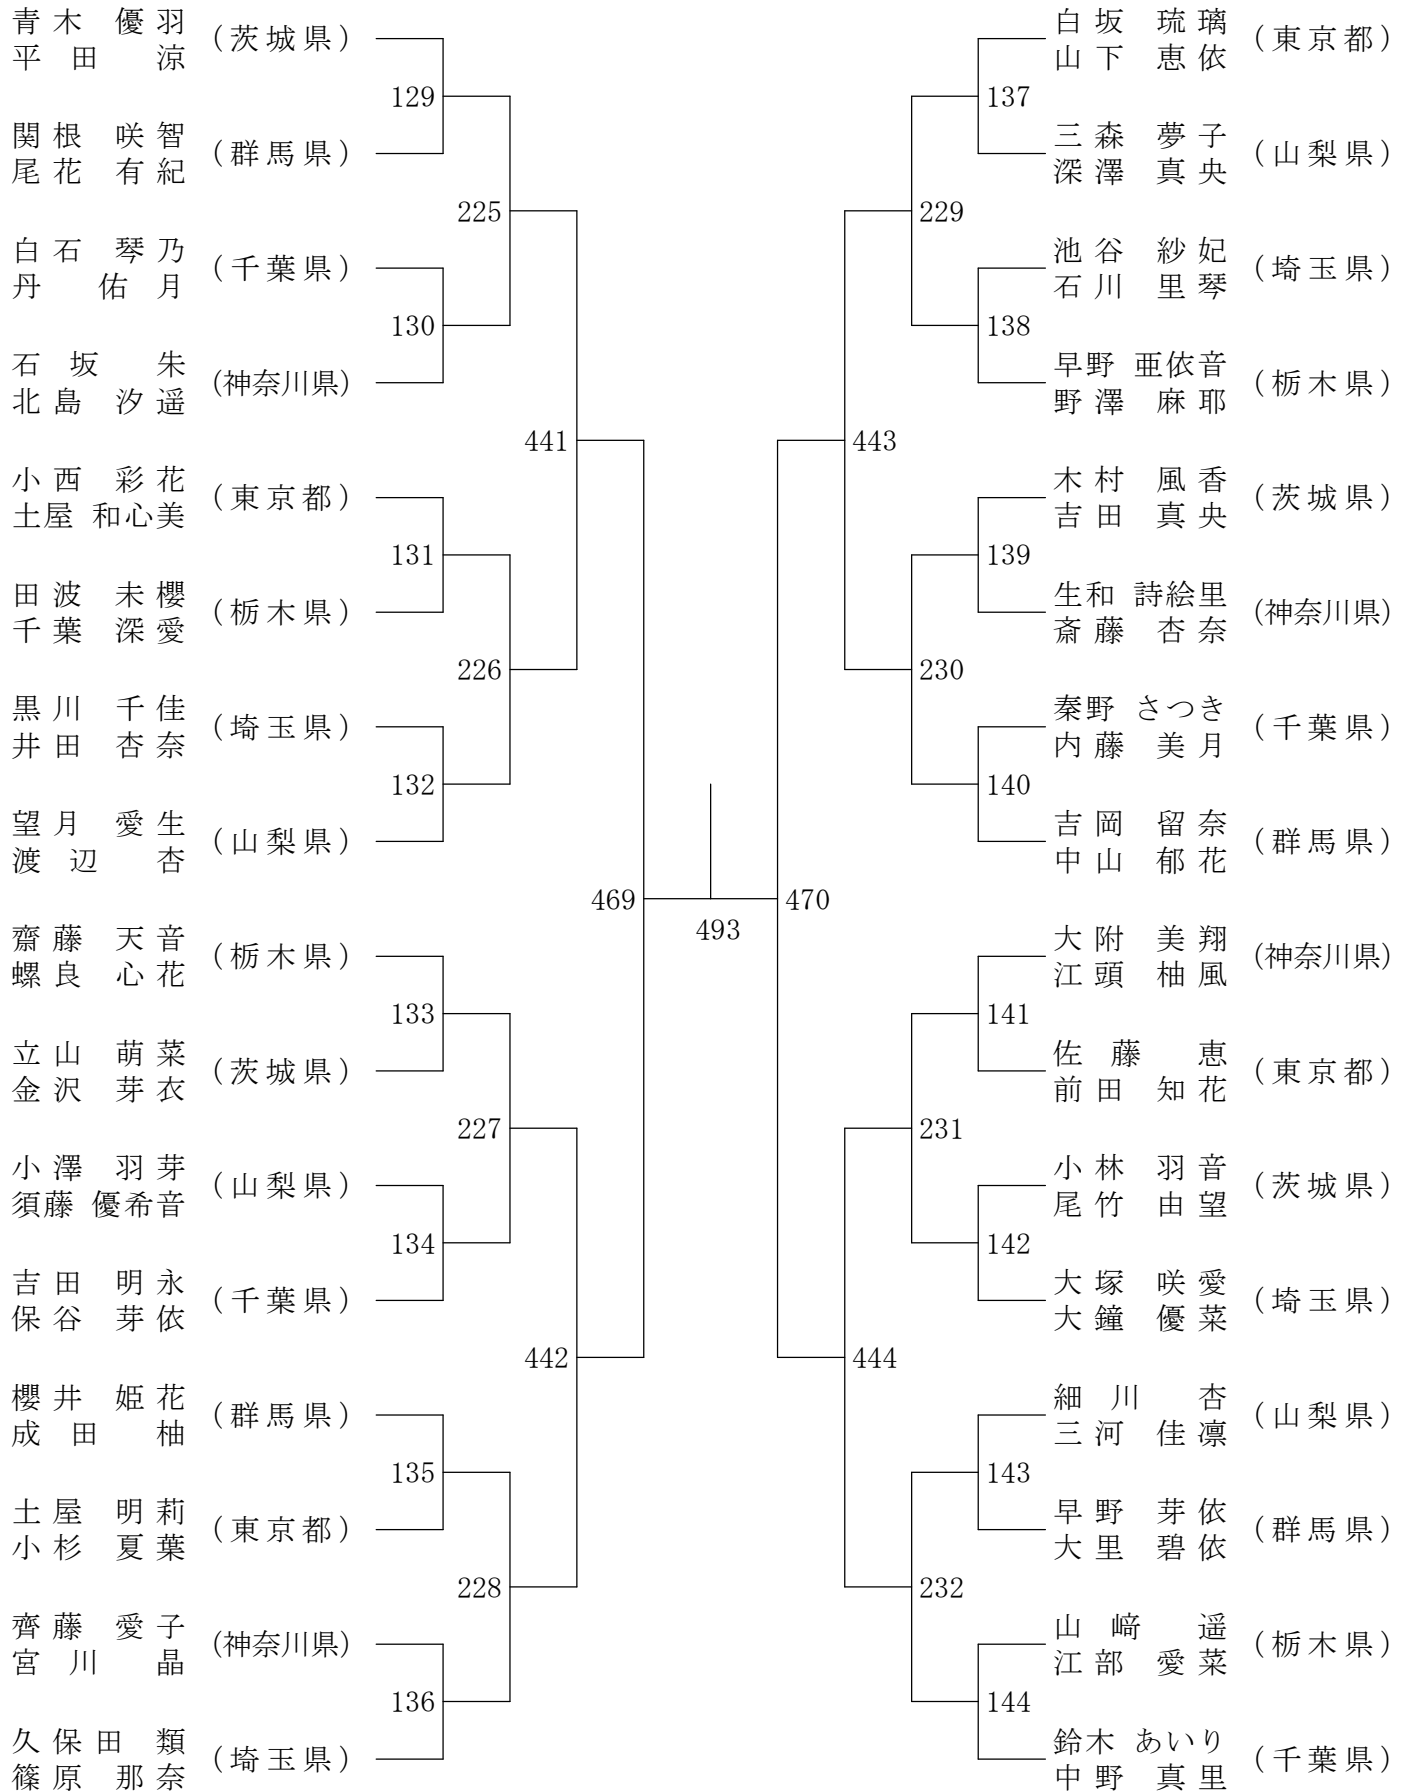 青木 優羽
平田 涼
(茨城県)
129
関根 咲智
尾花 有紀
(群馬県)
225
白石 琴乃
丹 佑月
(千葉県)
130
石坂 朱
北島 汐遥
(神奈川県)
441
小西 彩花
土屋 和心美
(東京都)
131
田波 未櫻
千葉 深愛
(栃木県)
226
黒川 千佳
井田 杏奈
(埼玉県)
132
望月 愛生
渡辺 杏
(山梨県)
469
齋藤 天音
螺良 心花
(栃木県)
133
立山 萌菜
金沢 芽衣
(茨城県)
227
小澤 羽芽
須藤 優希音
(山梨県)
134
吉田 明永
保谷 芽依
(千葉県)
442
櫻井 姫花
成田 柚
(群馬県)
135
土屋 明莉
小杉 夏葉
(東京都)
228
齊藤 愛子
宮川 晶
(神奈川県)
136
久保田 類
篠原 那奈
(埼玉県)
493
白坂 琉璃
山下 恵依
(東京都)
137
三森 夢子
深澤 真央
(山梨県)
229
池谷 紗妃
石川 里琴
(埼玉県)
138
早野 亜依音
野澤 麻耶
(栃木県)
443
木村 風香
吉田 真央
(茨城県)
139
生和 詩絵里
斎藤 杏奈
(神奈川県)
230
秦野 さつき
内藤 美月
(千葉県)
140
吉岡 留奈
中山 郁花
(群馬県)
470
大附 美翔
江頭 柚風
(神奈川県)
141
佐藤 恵
前田 知花
(東京都)
231
小林 羽音
尾竹 由望
(茨城県)
142
大塚 咲愛
大鐘 優菜
(埼玉県)
444
細川 杏
三河 佳凛
(山梨県)
143
早野 芽依
大里 碧依
(群馬県)
232
山﨑 遥
江部 愛菜
(栃木県)
144
鈴木 あいり
中野 真里
(千葉県)